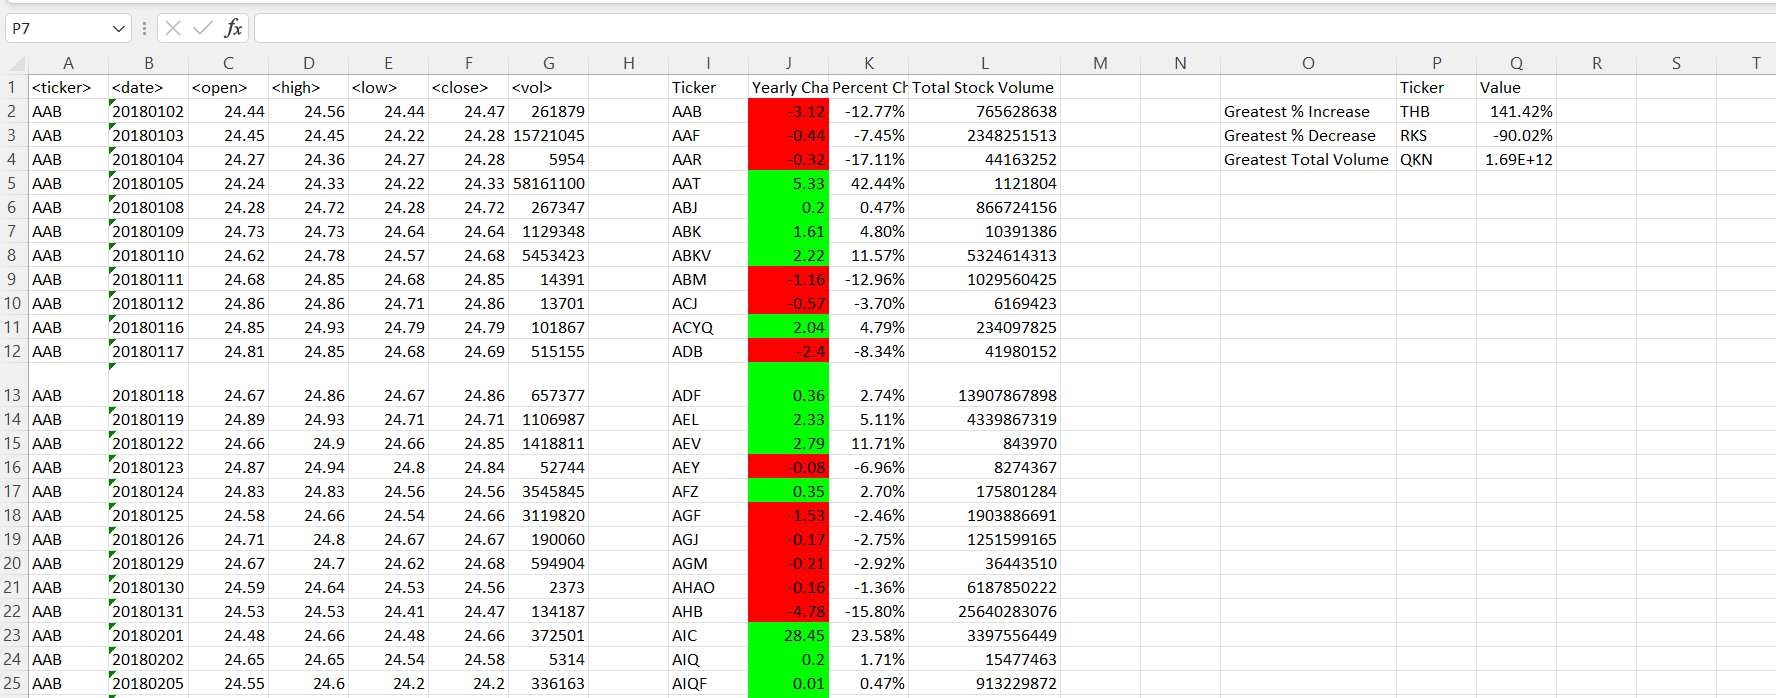 P7 fx
A B C D E F G H I J K L M N O P Q R S T
1 <ticker> <date> <open> <high> <low> <close> <vol> Ticker Yearly Cha Percent Ch Total Stock Volume Ticker Value
2 AAB 20180102 24.44 24.56 24.44 24.47 261879 AAB -3.12 -12.77% 765628638 Greatest % Increase THB 141.42%
3 AAB 20180103 24.45 24.45 24.22 24.28 15721045 AAF -0.44 -7.45% 2348251513 Greatest % Decrease RKS -90.02%
4 AAB 20180104 24.27 24.36 24.27 24.28 5954 AAR -0.32 -17.11% 44163252 Greatest Total Volume QKN 1.69E+12
5 AAB 20180105 24.24 24.33 24.22 24.33 58161100 AAT 5.33 42.44% 1121804
6 AAB 20180108 24.28 24.72 24.28 24.72 267347 ABJ 0.2 0.47% 866724156
7 AAB 20180109 24.73 24.73 24.64 24.64 1129348 ABK 1.61 4.80% 10391386
8 AAB 20180110 24.62 24.78 24.57 24.68 5453423 ABKV 2.22 11.57% 5324614313
9 AAB 20180111 24.68 24.85 24.68 24.85 14391 ABM -1.16 -12.96% 1029560425
10 AAB 20180112 24.86 24.86 24.71 24.86 13701 ACJ -0.57 -3.70% 6169423
11 AAB 20180116 24.85 24.93 24.79 24.79 101867 ACYQ 2.04 4.79% 234097825
12 AAB 20180117 24.81 24.85 24.68 24.69 515155 ADB -2.4 -8.34% 41980152
13 AAB 20180118 24.67 24.86 24.67 24.86 657377 ADF 0.36 2.74% 13907867898
14 AAB 20180119 24.89 24.93 24.71 24.71 1106987 AEL 2.33 5.11% 4339867319
15 AAB 20180122 24.66 24.9 24.66 24.85 1418811 AEV 2.79 11.71% 843970
16 AAB 20180123 24.87 24.94 24.8 24.84 52744 AEY -0.08 -6.96% 8274367
17 AAB 20180124 24.83 24.83 24.56 24.56 3545845 AFZ 0.35 2.70% 175801284
18 AAB 20180125 24.58 24.66 24.54 24.66 3119820 AGF -1.53 -2.46% 1903886691
19 AAB 20180126 24.71 24.8 24.67 24.67 190060 AGJ -0.17 -2.75% 1251599165
20 AAB 20180129 24.67 24.7 24.62 24.68 594904 AGM -0.21 -2.92% 36443510
21 AAB 20180130 24.59 24.64 24.53 24.56 2373 AHAO -0.16 -1.36% 6187850222
22 AAB 20180131 24.53 24.53 24.41 24.47 134187 AHB -4.78 -15.80% 25640283076
23 AAB 20180201 24.48 24.66 24.48 24.66 372501 AIC 28.45 23.58% 3397556449
24 AAB 20180202 24.65 24.65 24.54 24.58 5314 AIQ 0.2 1.71% 15477463
25 AAB 20180205 24.55 24.6 24.2 24.2 336163 AIQF 0.01 0.47% 913229872